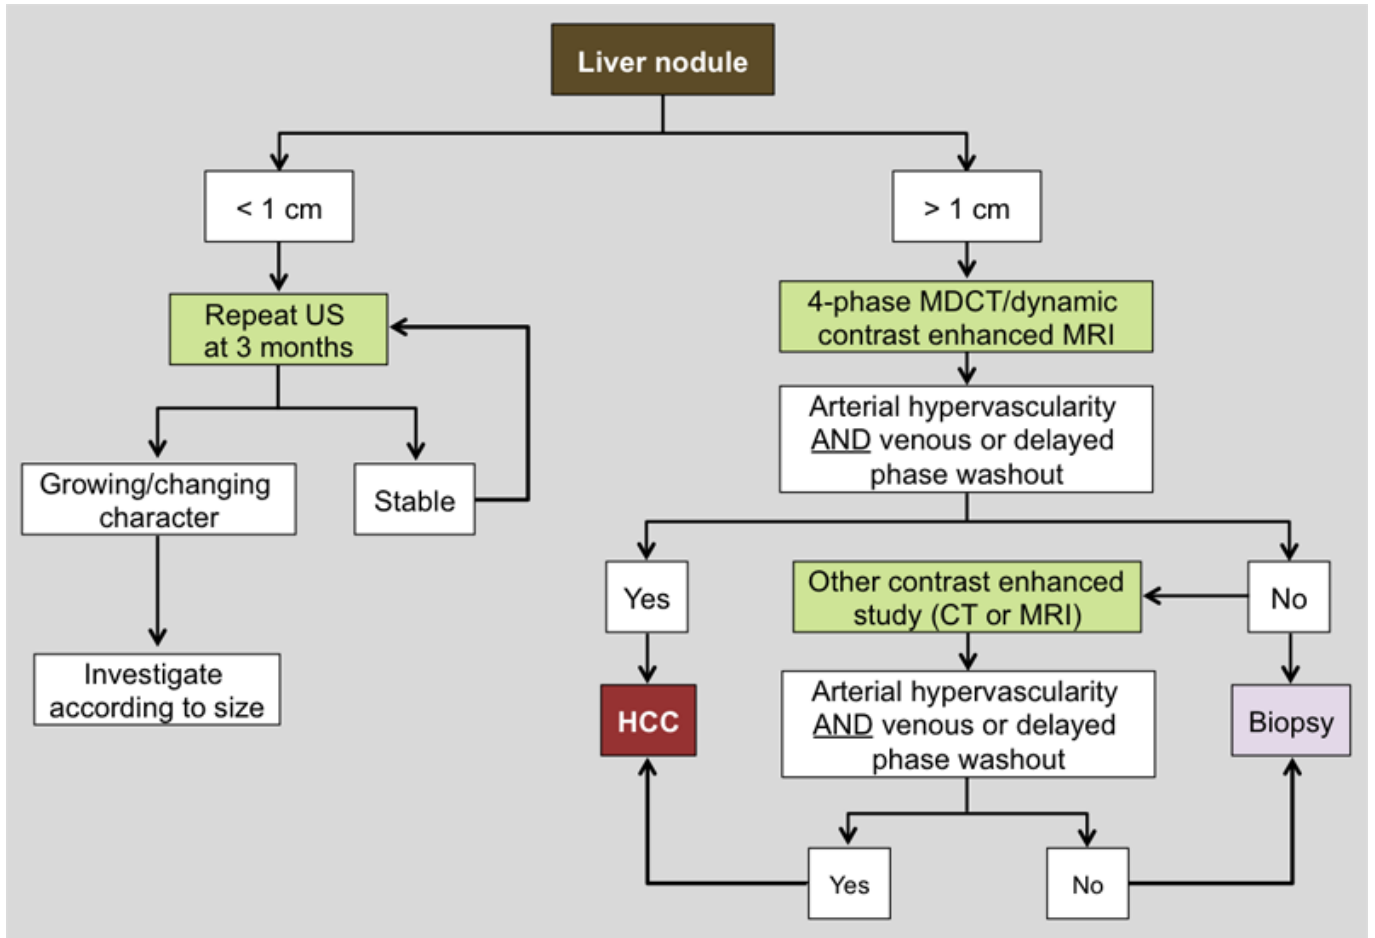 Liver nodule
< 1 cm
> 1 cm
Repeat US
at 3 months
4-phase MDCT/dynamic
contrast enhanced MRI
Arterial hypervascularity
AND venous or delayed
phase washout
Growing/changing
character
Stable
Yes
Other contrast enhanced
study (CT or MRI)
No
Investigate
according to size
HCC
Arterial hypervascularity
AND venous or delayed
phase washout
Biopsy
Yes
No